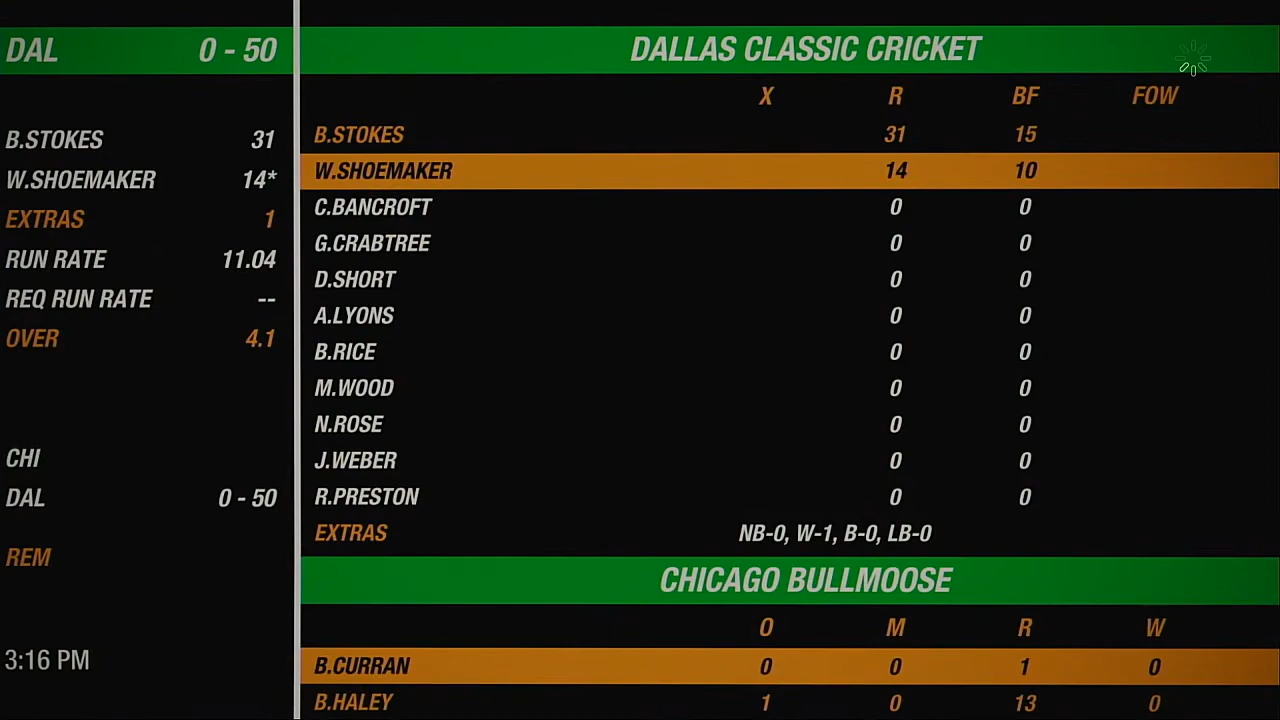 DAL 0 - 50
B.STOKES 31
W.SHOEMAKER 14*
EXTRAS 1
RUN RATE 11.04
REQ RUN RATE --
OVER 4.1
CHI
DAL 0 - 50
REM
3:16 PM
DALLAS CLASSIC CRICKET
X R BF FOW
B.STOKES 31 15
W.SHOEMAKER 14 10
C.BANCROFT 0 0
G.CRABTREE 0 0
D.SHORT 0 0
A.LYONS 0 0
B.RICE 0 0
M.WOOD 0 0
N.ROSE 0 0
J.WEBER 0 0
R.PRESTON 0 0
EXTRAS NB-0, W-1, B-0, LB-0
CHICAGO BULLMOOSE
O M R W
B.CURRAN 0 0 1 0
B.HALEY 1 0 13 0